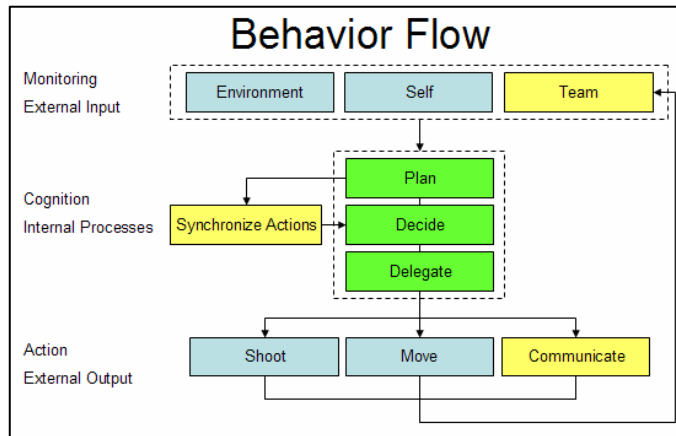 Behavior Flow
Monitoring
External Input
Environment
Self
Team
Cognition
Internal Processes
Plan
Synchronize Actions
Decide
Delegate
Action
External Output
Shoot
Move
Communicate